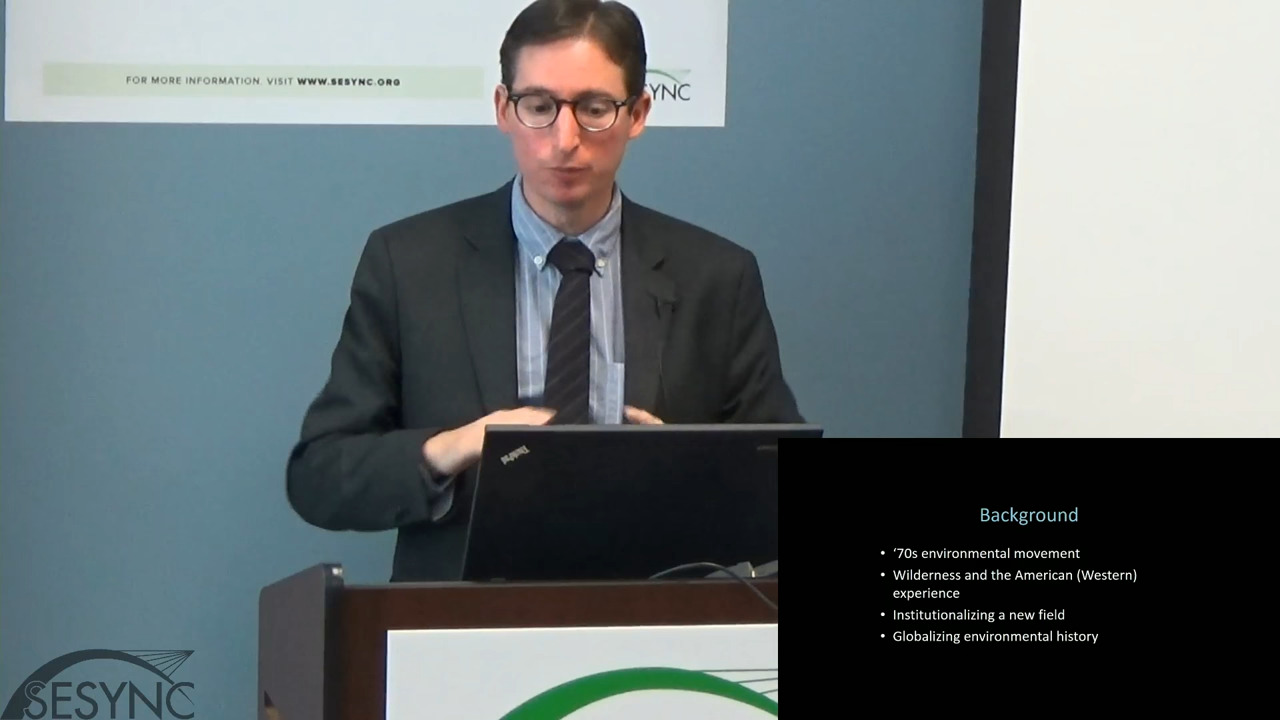 FOR MORE INFORMATION, VISIT WWW.SESYNC.ORG
SYNC
ThinkPad
Background
• ‘70s environmental movement
• Wilderness and the American (Western)
experience
• Institutionalizing a new field
• Globalizing environmental history
SESYNC